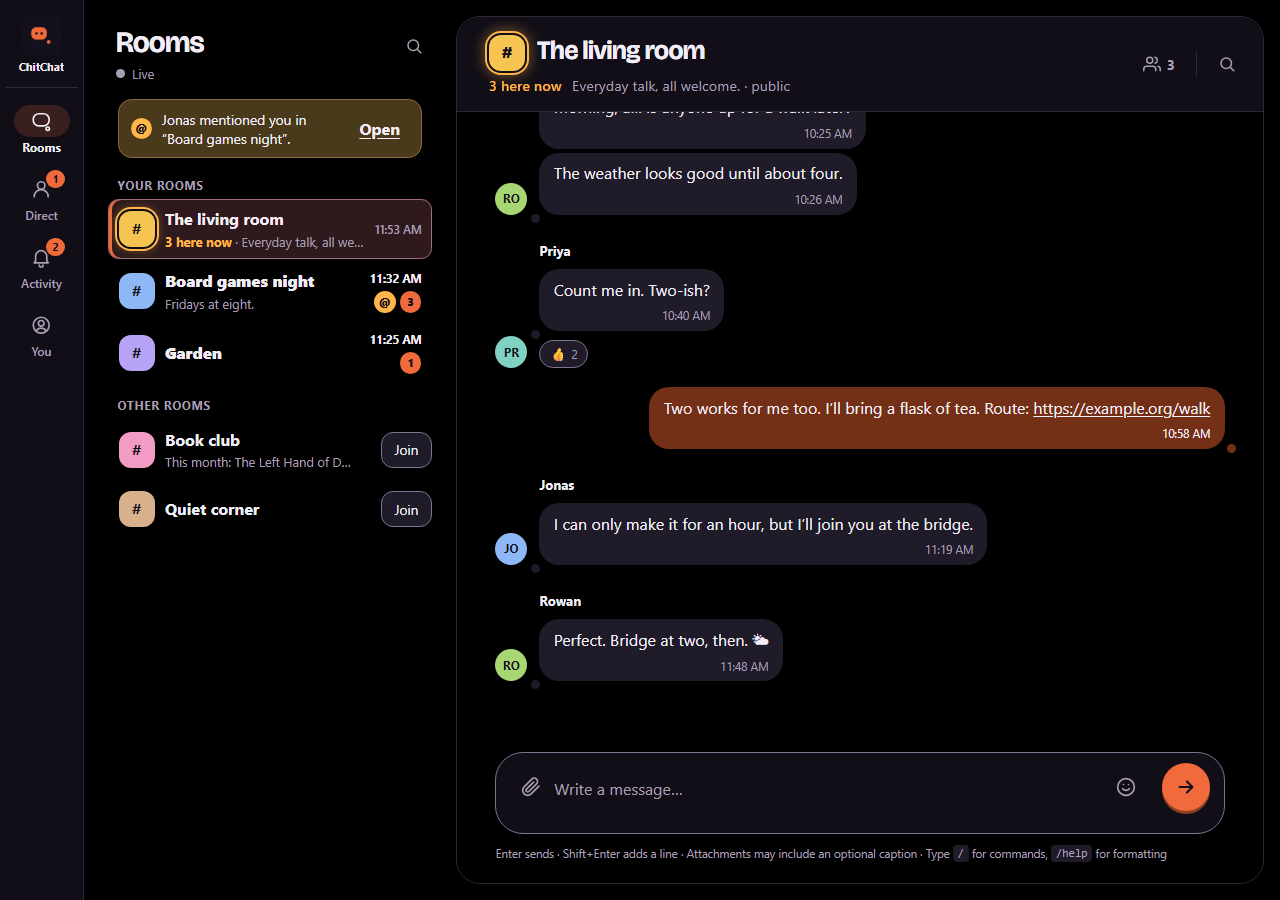 ChitChat
Rooms
Direct
1
Activity
2
You
Rooms
Live
@
Jonas mentioned you in
“Board games night”.
Open
YOUR ROOMS
#
The living room
3 here now · Everyday talk, all we...
11:53 AM
#
Board games night
Fridays at eight.
11:32 AM
@ 3
#
Garden
11:25 AM
1
OTHER ROOMS
#
Book club
This month: The Left Hand of D...
Join
#
Quiet corner
Join
#
The living room
3 here now Everyday talk, all welcome. · public
3
10:25 AM
The weather looks good until about four.
10:26 AM
RO
Priya
Count me in. Two-ish?
10:40 AM
PR
👍 2
Two works for me too. I’ll bring a flask of tea. Route: https://example.org/walk
10:58 AM
Jonas
I can only make it for an hour, but I’ll join you at the bridge.
11:19 AM
JO
Rowan
Perfect. Bridge at two, then. 🌥️
11:48 AM
RO
Write a message...
Enter sends · Shift+Enter adds a line · Attachments may include an optional caption · Type / for commands, /help for formatting